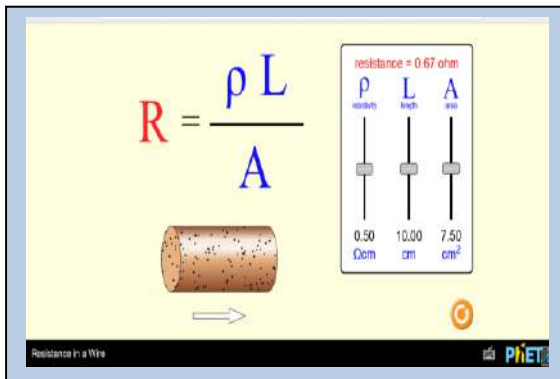 resistance = 0.67 ohm
R = ρ L / A
ρ L A
resistivity length area
0.50 10.00 7.50
Ωcm cm cm²
Resistance in a Wire
PhET